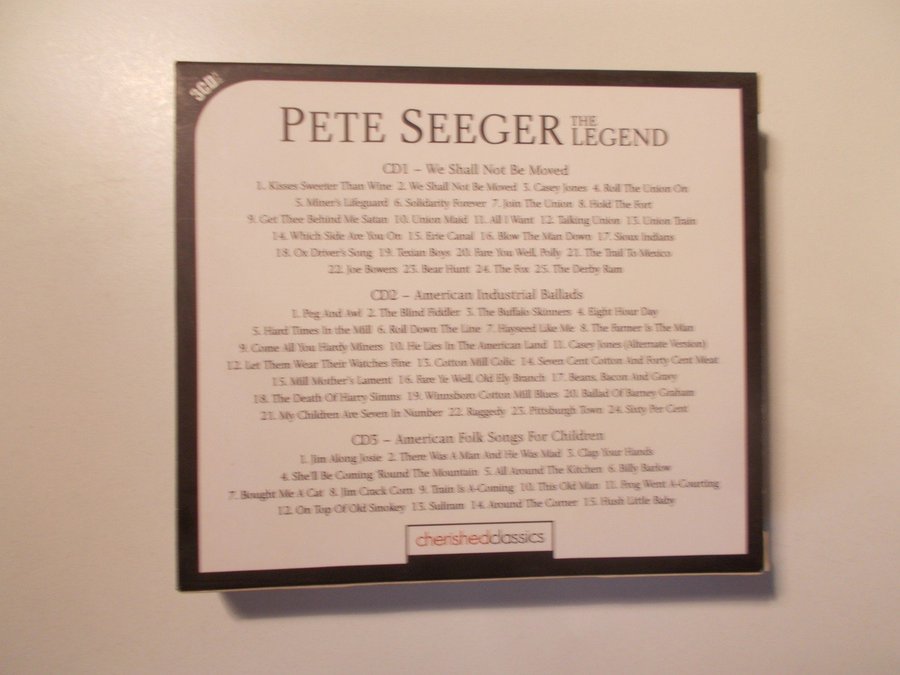 3CD!
PETE SEEGER THE LEGEND
CD1 – We Shall Not Be Moved
1. Kisses Sweeter Than Wine 2. We Shall Not Be Moved 3. Casey Jones 4. Roll The Union On
5. Miner's Lifeguard 6. Solidarity Forever 7. Join The Union 8. Hold The Fort
9. Get Thee Behind Me Satan 10. Union Maid 11. All I Want 12. Talking Union 13. Union Train
14. Which Side Are You On 15. Erie Canal 16. Blow The Man Down 17. Sioux Indians
18. Ox Driver's Song 19. Texian Boys 20. Fare You Well, Polly 21. The Trail To Mexico
22. Joe Bowers 23. Bear Hunt 24. The Fox 25. The Derby Ram
CD2 – American Industrial Ballads
1. Peg And Awl 2. The Blind Fiddler 3. The Buffalo Skinners 4. Eight Hour Day
5. Hard Times In the Mill 6. Roll Down The Line 7. Hayseed Like Me 8. The Farmer Is The Man
9. Come All You Hardy Miners 10. He Lies In The American Land 11. Casey Jones (Alternate Version)
12. Let Them Wear Their Watches Fine 13. Cotton Mill Colic 14. Seven Cent Cotton And Forty Cent Meat
15. Mill Mother's Lament 16. Fare Ye Well, Old Ely Branch 17. Beans, Bacon And Gravy
18. The Death Of Harry Simms 19. Winnsboro Cotton Mill Blues 20. Ballad Of Barney Graham
21. My Children Are Seven In Number 22. Raggedy 23. Pittsburgh Town 24. Sixty Per Cent
CD3 – American Folk Songs For Children
1. Jim Along Josie 2. There Was A Man And He Was Mad 3. Clap Your Hands
4. She'll Be Coming 'Round The Mountain 5. All Around The Kitchen 6. Billy Barlow
7. Bought Me A Cat 8. Jim Crack Corn 9. Train Is A-Coming 10. This Old Man 11. Frog Went A-Courting
12. On Top Of Old Smokey 13. Sullivan 14. Around The Corner 15. Hush Little Baby
cherishedclassics